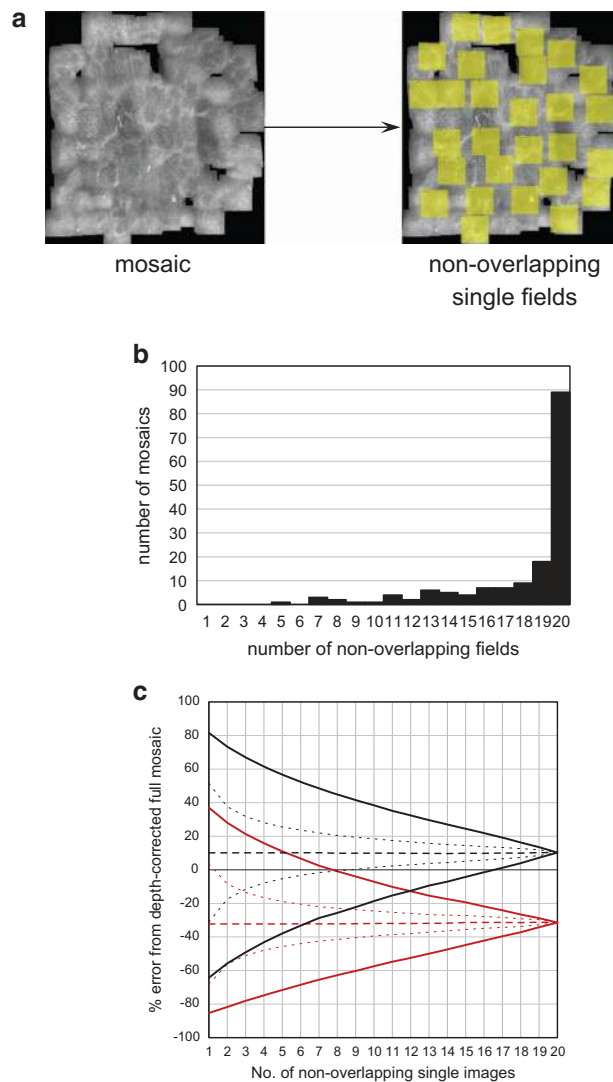 a
mosaic
non-overlapping
single fields
b
100
90
80
70
60
50
40
30
20
10
0
number of mosaics
1 2 3 4 5 6 7 8 9 10 11 12 13 14 15 16 17 18 19 20
number of non-overlapping fields
c
100
80
60
40
20
0
-20
-40
-60
-80
-100
% error from depth-corrected full mosaic
1 2 3 4 5 6 7 8 9 10 11 12 13 14 15 16 17 18 19 20
No. of non-overlapping single images